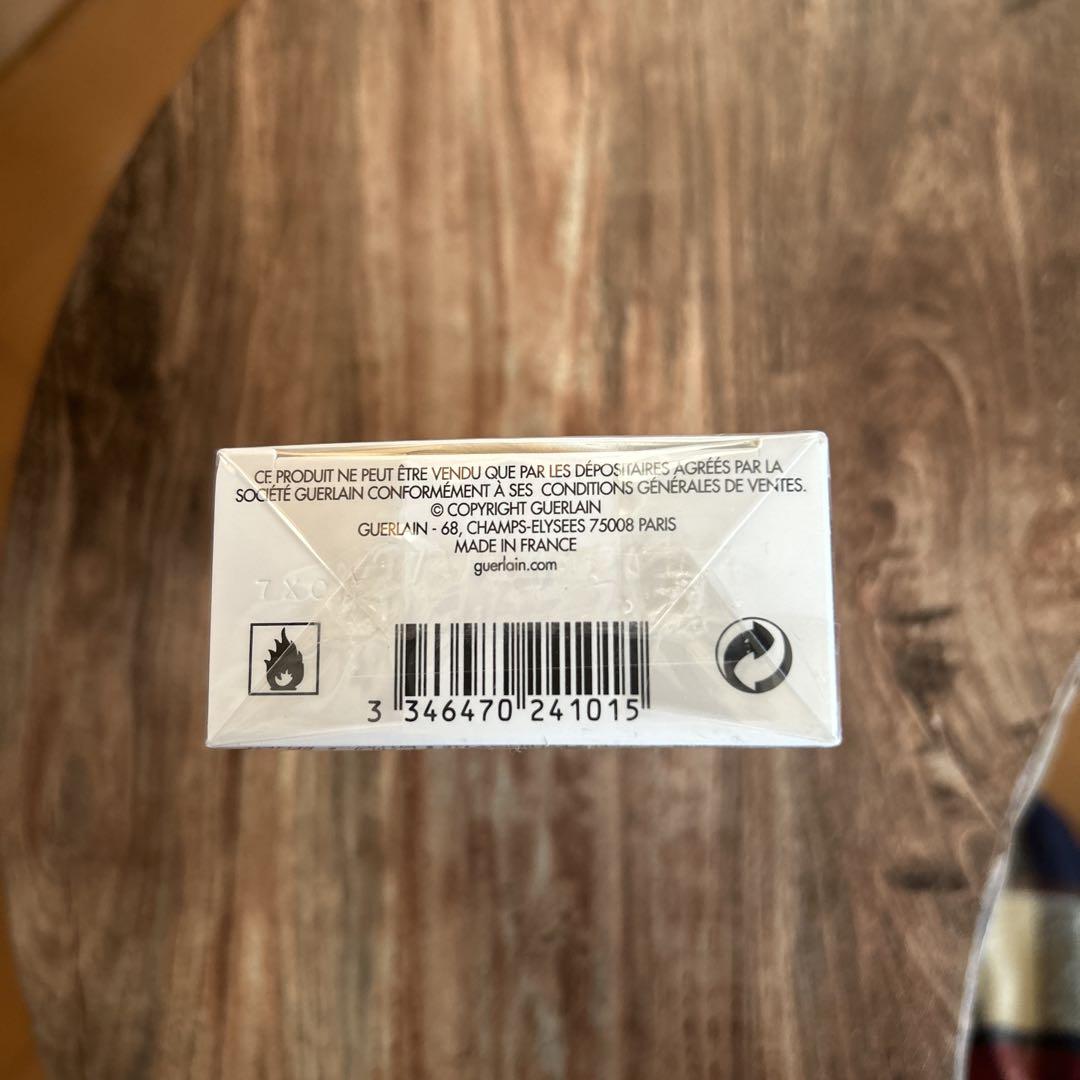 CE PRODUIT NE PEUT ÊTRE VENDU QUE PAR LES DÉPOSITAIRES AGRÉÉS PAR LA
SOCIÉTÉ GUERLAIN CONFORMÉMENT À SES CONDITIONS GÉNÉRALES DE VENTES.
© COPYRIGHT GUERLAIN
GUERLAIN - 68, CHAMPS-ELYSEES 75008 PARIS
MADE IN FRANCE
guerlain.com
3 346470 241015